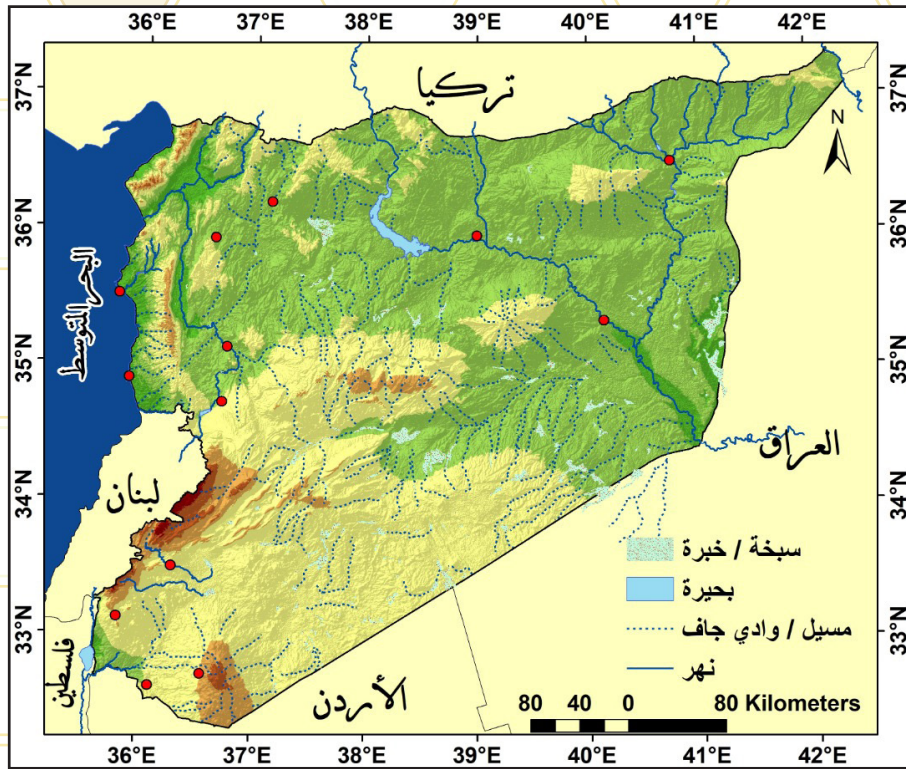 36°E 37°E 38°E 39°E 40°E 41°E 42°E
37°N 37°N
تركيا
N
36°N 36°N
البحر المتوسط
35°N 35°N
العراق
34°N 34°N
لبنان
سبخة / خبرة
بحيرة
33°N 33°N
مسيل / وادي جاف
فلسطين
نهر
الأردن
80 40 0 80 Kilometers
36°E 37°E 38°E 39°E 40°E 41°E 42°E